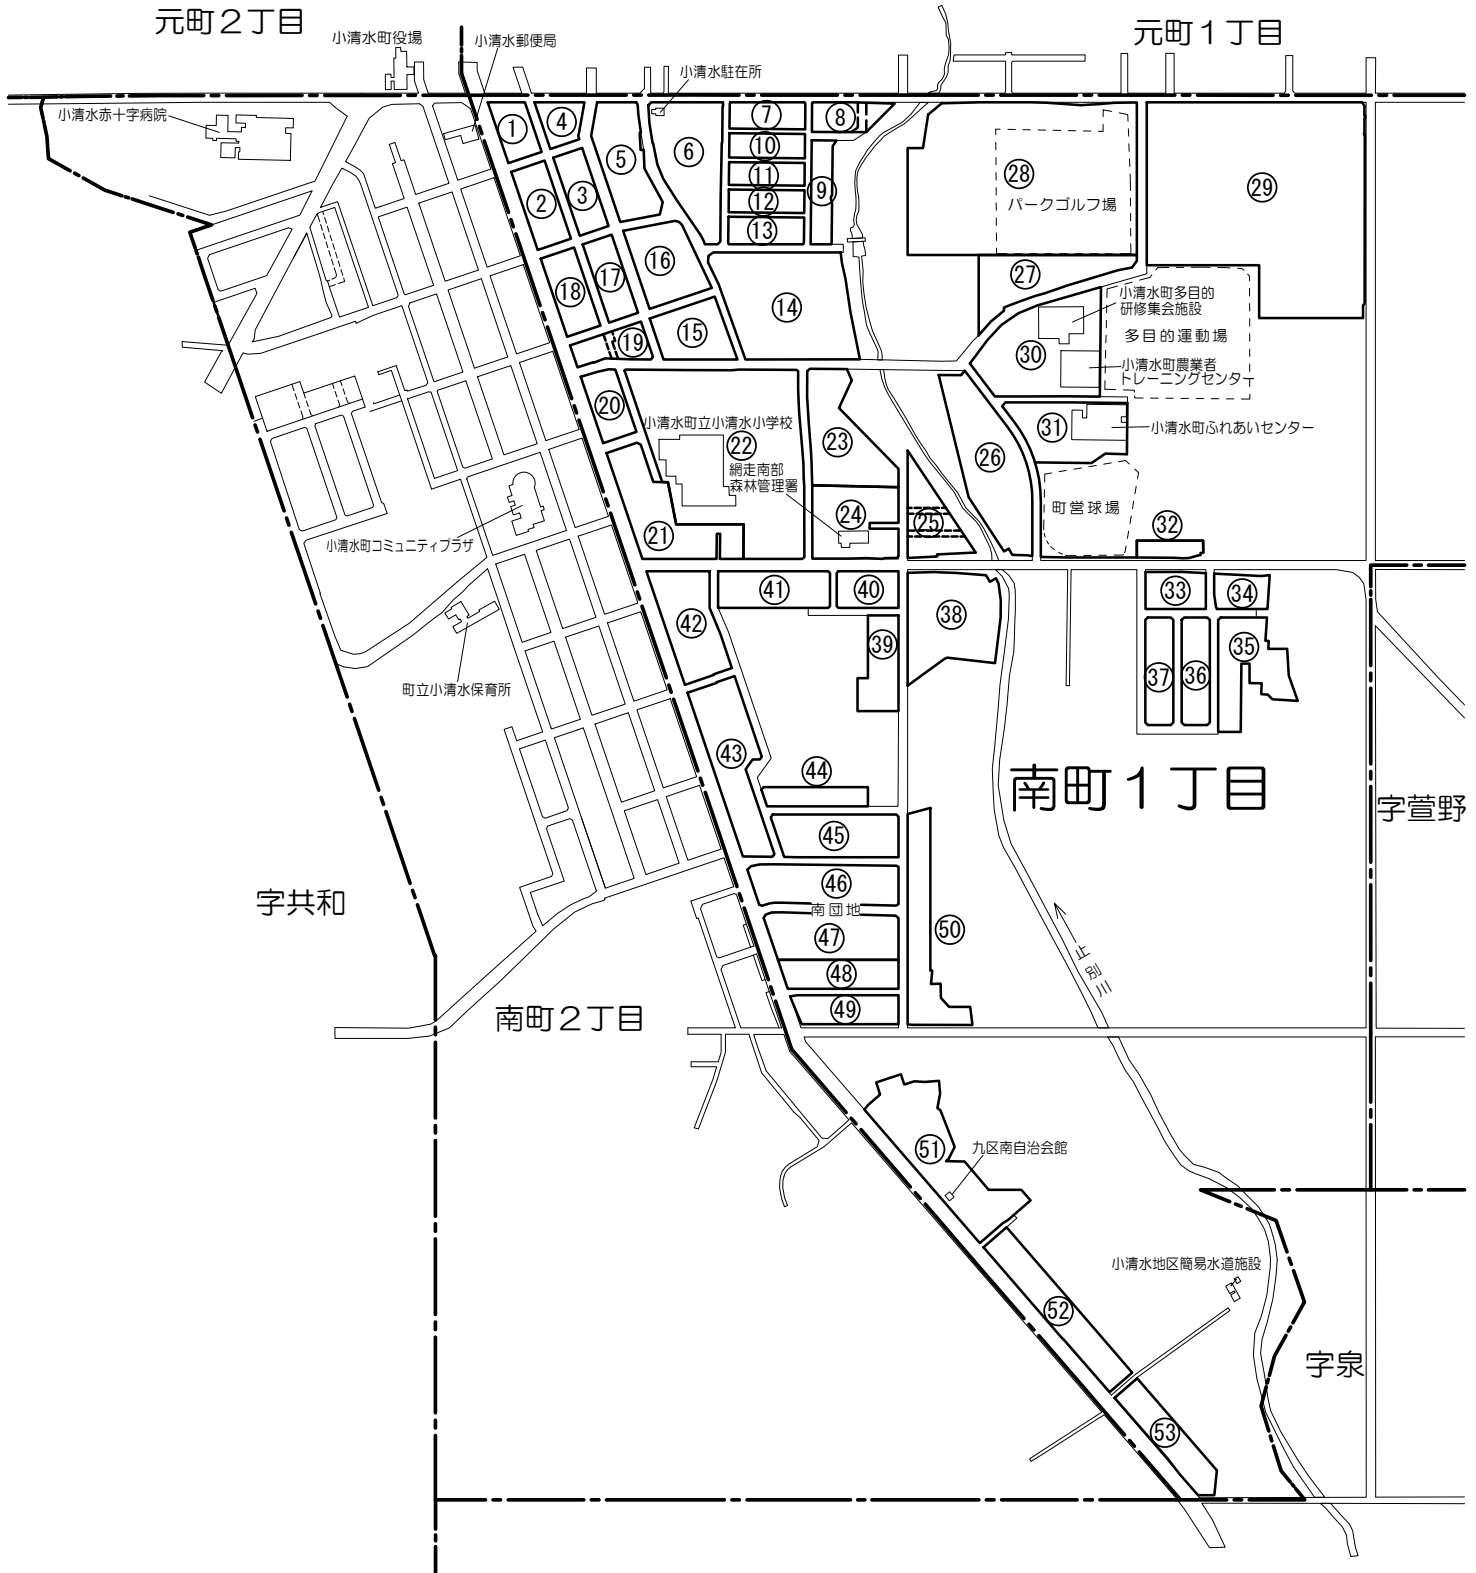 元町2丁目
元町1丁目
小清水町役場
小清水郵便局
小清水駐在所
小清水赤十字病院
①
④
⑦
⑧
⑤
⑥
⑩
②
③
⑪
⑨
㉘
㉙
パークゴルフ場
⑫
⑬
⑯
⑱
⑰
⑭
㉗
小清水町多目的
研修集会施設
多目的運動場
⑲
⑮
㉚
小清水町農業者
トレーニングセンター
⑳
小清水町立小清水小学校
㉒
網走南部
森林管理署
㉓
㉖
㉛
小清水町ふれあいセンター
㉔
㉕
町営球場
㉜
㉑
小清水町コミュニティプラザ
㊶
㊵
㊳
㉝
㉞
㊷
㊴
㉟
町立小清水保育所
㊲
㊱
㊸
㊹
南町1丁目
字萱野
㊺
㊻
字共和
南団地
㊼
㊿
㊽
止別川
㊾
南町2丁目
51
九区南自治会館
小清水地区簡易水道施設
52
字泉
53